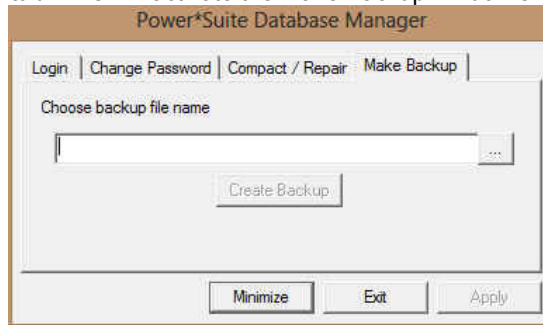 Power*Suite Database Manager
Login Change Password Compact / Repair Make Backup
Choose backup file name
...
Create Backup
Minimize Exit Apply